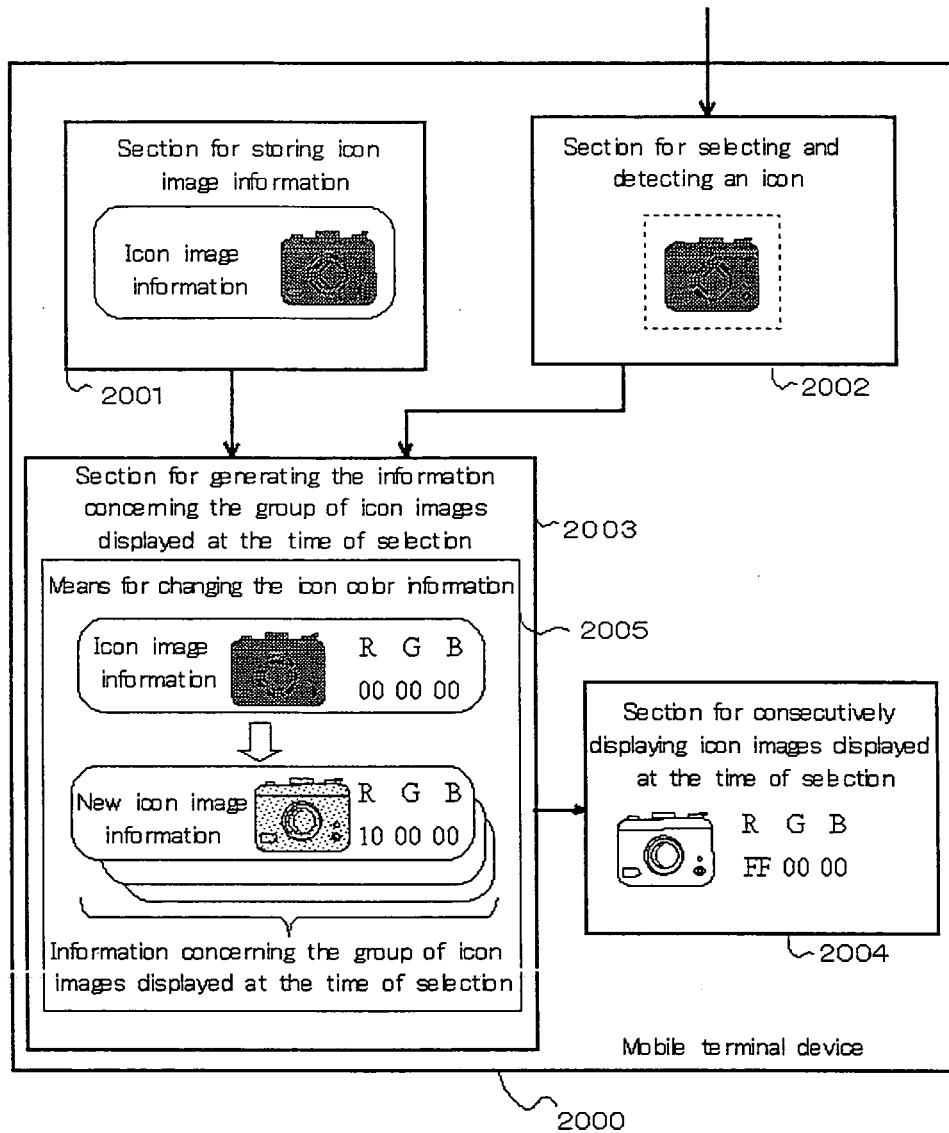 Section for storing icon
image information
Icon image
information
2001
Section for selecting and
detecting an icon
2002
Section for generating the information
concerning the group of icon images
displayed at the time of selection
2003
Means for changing the icon color information
2005
Icon image
information
R G B
00 00 00
New icon image
information
R G B
10 00 00
Information concerning the group of icon
images displayed at the time of selection
Section for consecutively
displaying icon images displayed
at the time of selection
R G B
FF 00 00
2004
Mobile terminal device
2000